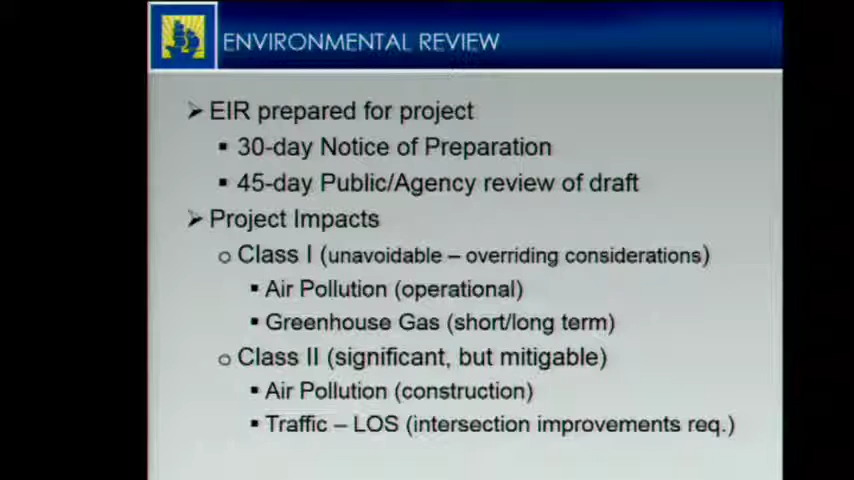 ENVIRONMENTAL REVIEW
➢ EIR prepared for project
▪ 30-day Notice of Preparation
▪ 45-day Public/Agency review of draft
➢ Project Impacts
o Class I (unavoidable – overriding considerations)
▪ Air Pollution (operational)
▪ Greenhouse Gas (short/long term)
o Class II (significant, but mitigable)
▪ Air Pollution (construction)
▪ Traffic – LOS (intersection improvements req.)